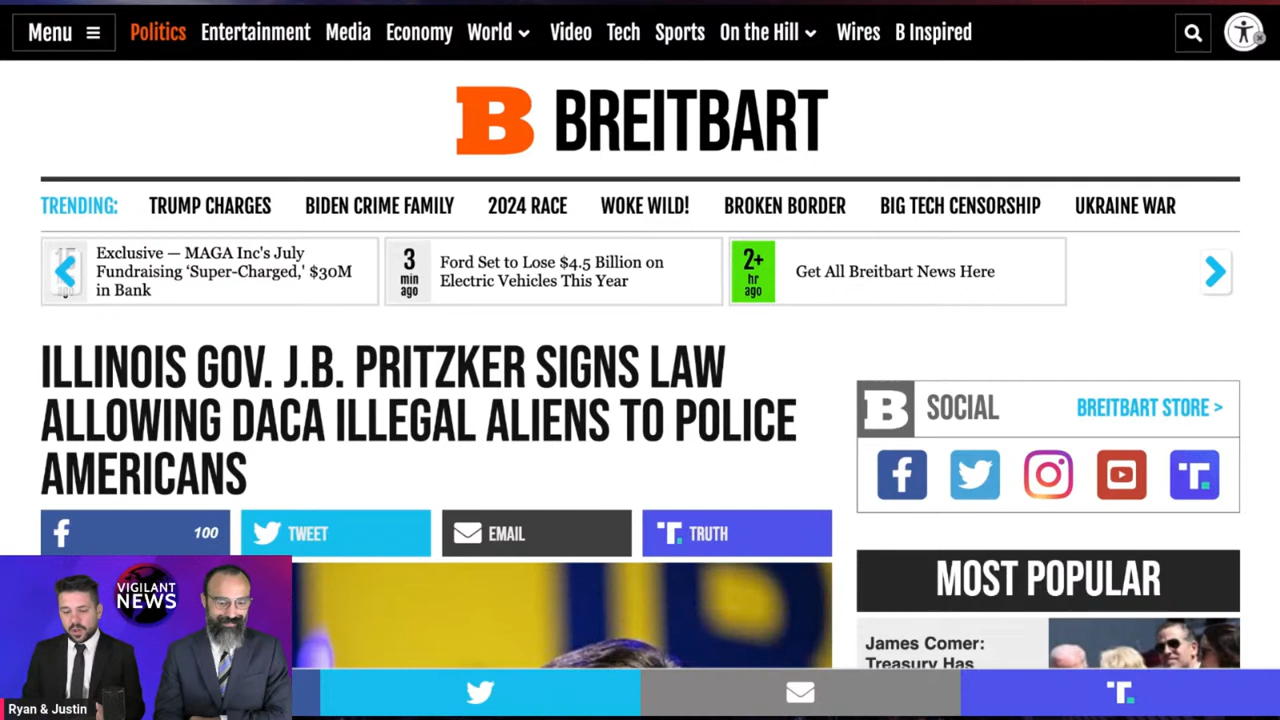 Menu Politics Entertainment Media Economy World Video Tech Sports On the Hill Wires B Inspired
B BREITBART
TRENDING: TRUMP CHARGES BIDEN CRIME FAMILY 2024 RACE WOKE WILD! BROKEN BORDER BIG TECH CENSORSHIP UKRAINE WAR
Exclusive — MAGA Inc's July
Fundraising ‘Super-Charged,' $30M
in Bank
3
min
ago
Ford Set to Lose $4.5 Billion on
Electric Vehicles This Year
2+
hr
ago
Get All Breitbart News Here
ILLINOIS GOV. J.B. PRITZKER SIGNS LAW
ALLOWING DACA ILLEGAL ALIENS TO POLICE
AMERICANS
100 TWEET EMAIL TRUTH
B SOCIAL BREITBART STORE >
MOST POPULAR
James Comer:
Treasury Has
VIGILANT
NEWS
Ryan & Justin